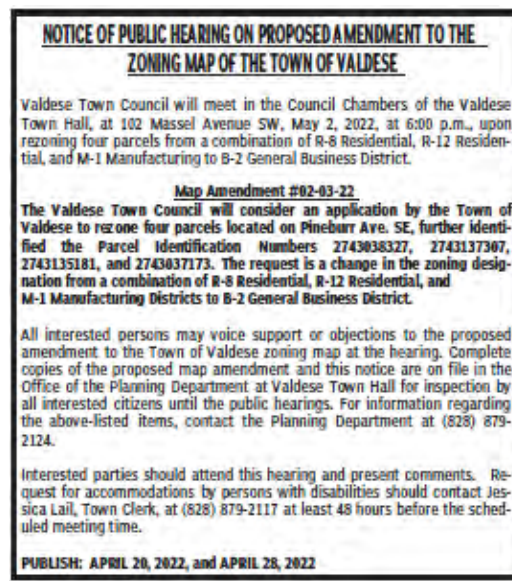 NOTICE OF PUBLIC HEARING ON PROPOSED AMENDMENT TO THE
ZONING MAP OF THE TOWN OF VALDESE
Valdese Town Council will meet in the Council Chambers of the Valdese
Town Hall, at 102 Massel Avenue SW, May 2, 2022, at 6:00 p.m., upon
rezoning four parcels from a combination of R-8 Residential, R-12 Residen-
tial, and M-1 Manufacturing to B-2 General Business District.
Map Amendment #02-03-22
The Valdese Town Council will consider an application by the Town of
Valdese to rezone four parcels located on Pineburr Ave. SE, further identi-
fied the Parcel Identification Numbers 2743038327, 2743137307,
2743135181, and 2743037173. The request is a change in the zoning desig-
nation from a combination of R-8 Residential, R-12 Residential, and
M-1 Manufacturing Districts to B-2 General Business District.
All interested persons may voice support or objections to the proposed
amendment to the Town of Valdese zoning map at the hearing. Complete
copies of the proposed map amendment and this notice are on file in the
Office of the Planning Department at Valdese Town Hall for inspection by
all interested citizens until the public hearings. For information regarding
the above-listed items, contact the Planning Department at (828) 879-
2124.
Interested parties should attend this hearing and present comments. Re-
quest for accommodations by persons with disabilities should contact Jes-
sica Lail, Town Clerk, at (828) 879-2117 at least 48 hours before the sched-
uled meeting time.
PUBLISH: APRIL 20, 2022, and APRIL 28, 2022